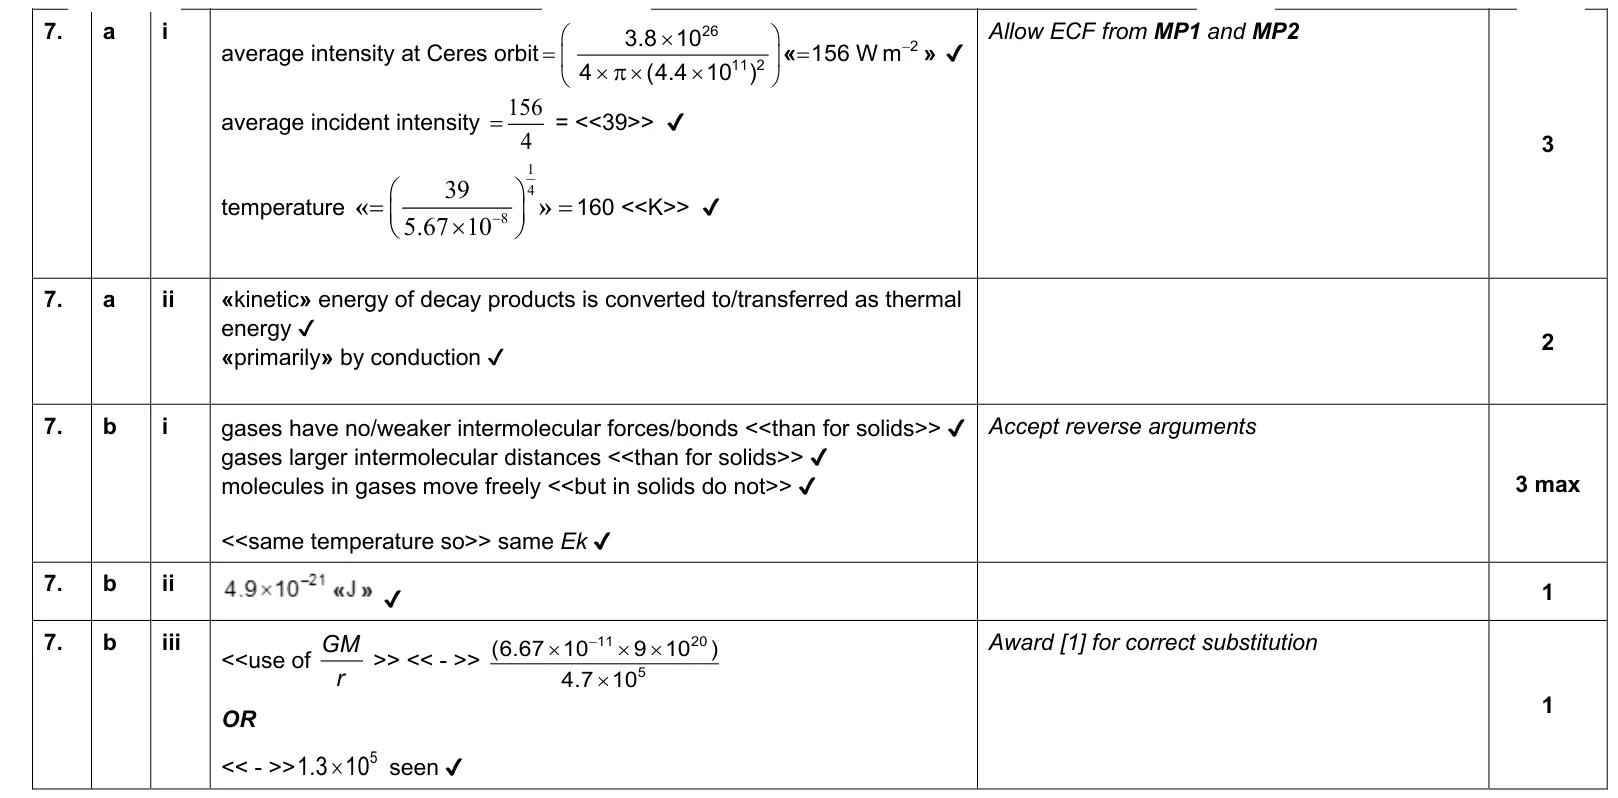 7. a i average intensity at Ceres orbit = (3.8×10^26 / 4×π×(4.4×10^11)^2) «=156 W m^−2 » ✓ Allow ECF from MP1 and MP2
average incident intensity = 156/4 = <<39>> ✓
3
temperature «= (39 / 5.67×10^−8)^(1/4) » = 160 <<K>> ✓
7. a ii «kinetic» energy of decay products is converted to/transferred as thermal
energy ✓
2
«primarily» by conduction ✓
7. b i gases have no/weaker intermolecular forces/bonds <<than for solids>> ✓ Accept reverse arguments
gases larger intermolecular distances <<than for solids>> ✓
molecules in gases move freely <<but in solids do not>> ✓
3 max
<<same temperature so>> same Ek ✓
7. b ii 4.9×10^−21 «J» ✓ 1
7. b iii <<use of GM/r >> << - >> (6.67×10^−11×9×10^20) / 4.7×10^5 Award [1] for correct substitution
OR
1
<< - >>1.3×10^5 seen ✓